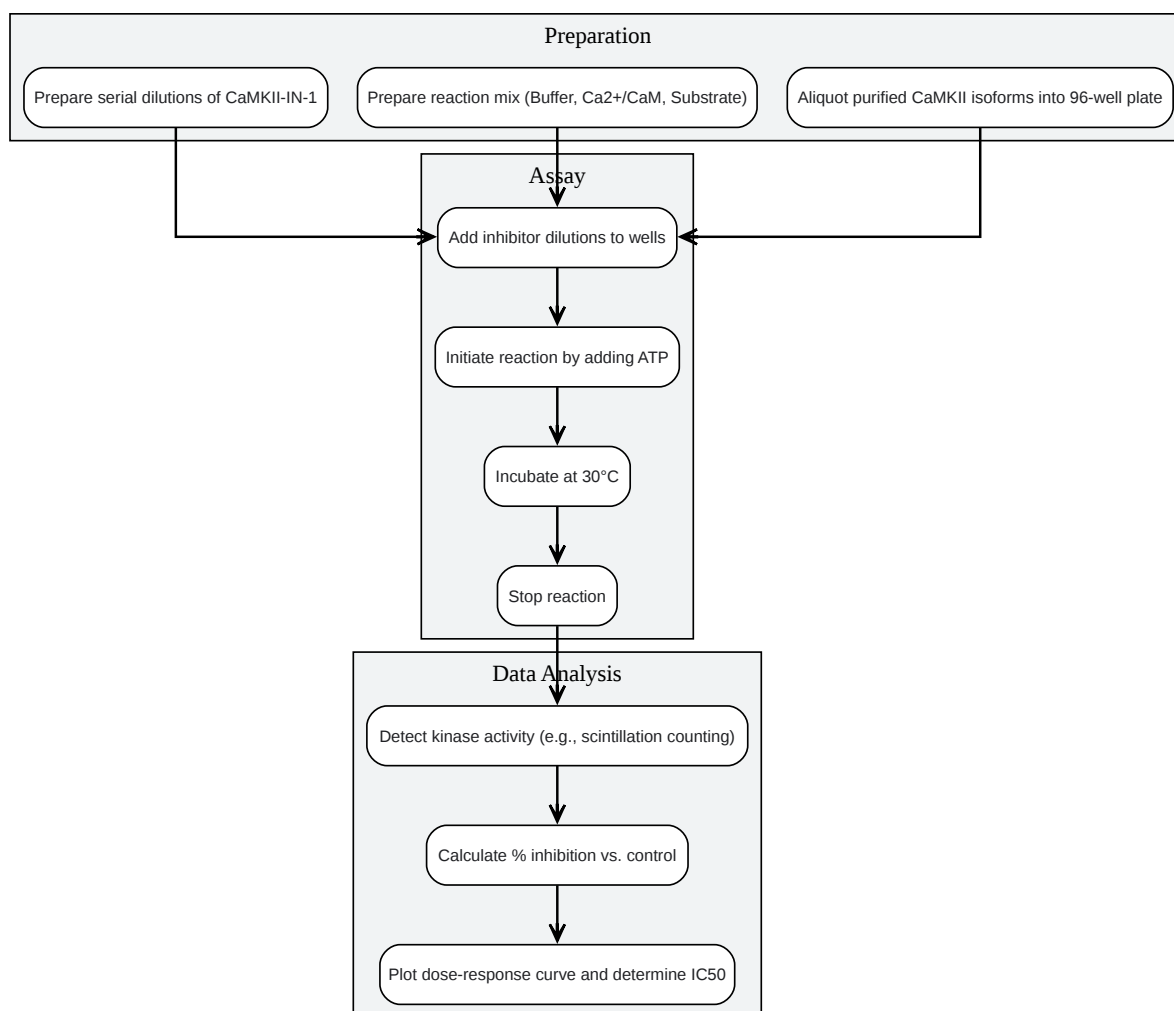 Preparation
Prepare serial dilutions of CaMKII-IN-1
Prepare reaction mix (Buffer, Ca2+/CaM, Substrate)
Aliquot purified CaMKII isoforms into 96-well plate
Assay
Add inhibitor dilutions to wells
Initiate reaction by adding ATP
Incubate at 30°C
Stop reaction
Data Analysis
Detect kinase activity (e.g., scintillation counting)
Calculate % inhibition vs. control
Plot dose-response curve and determine IC50